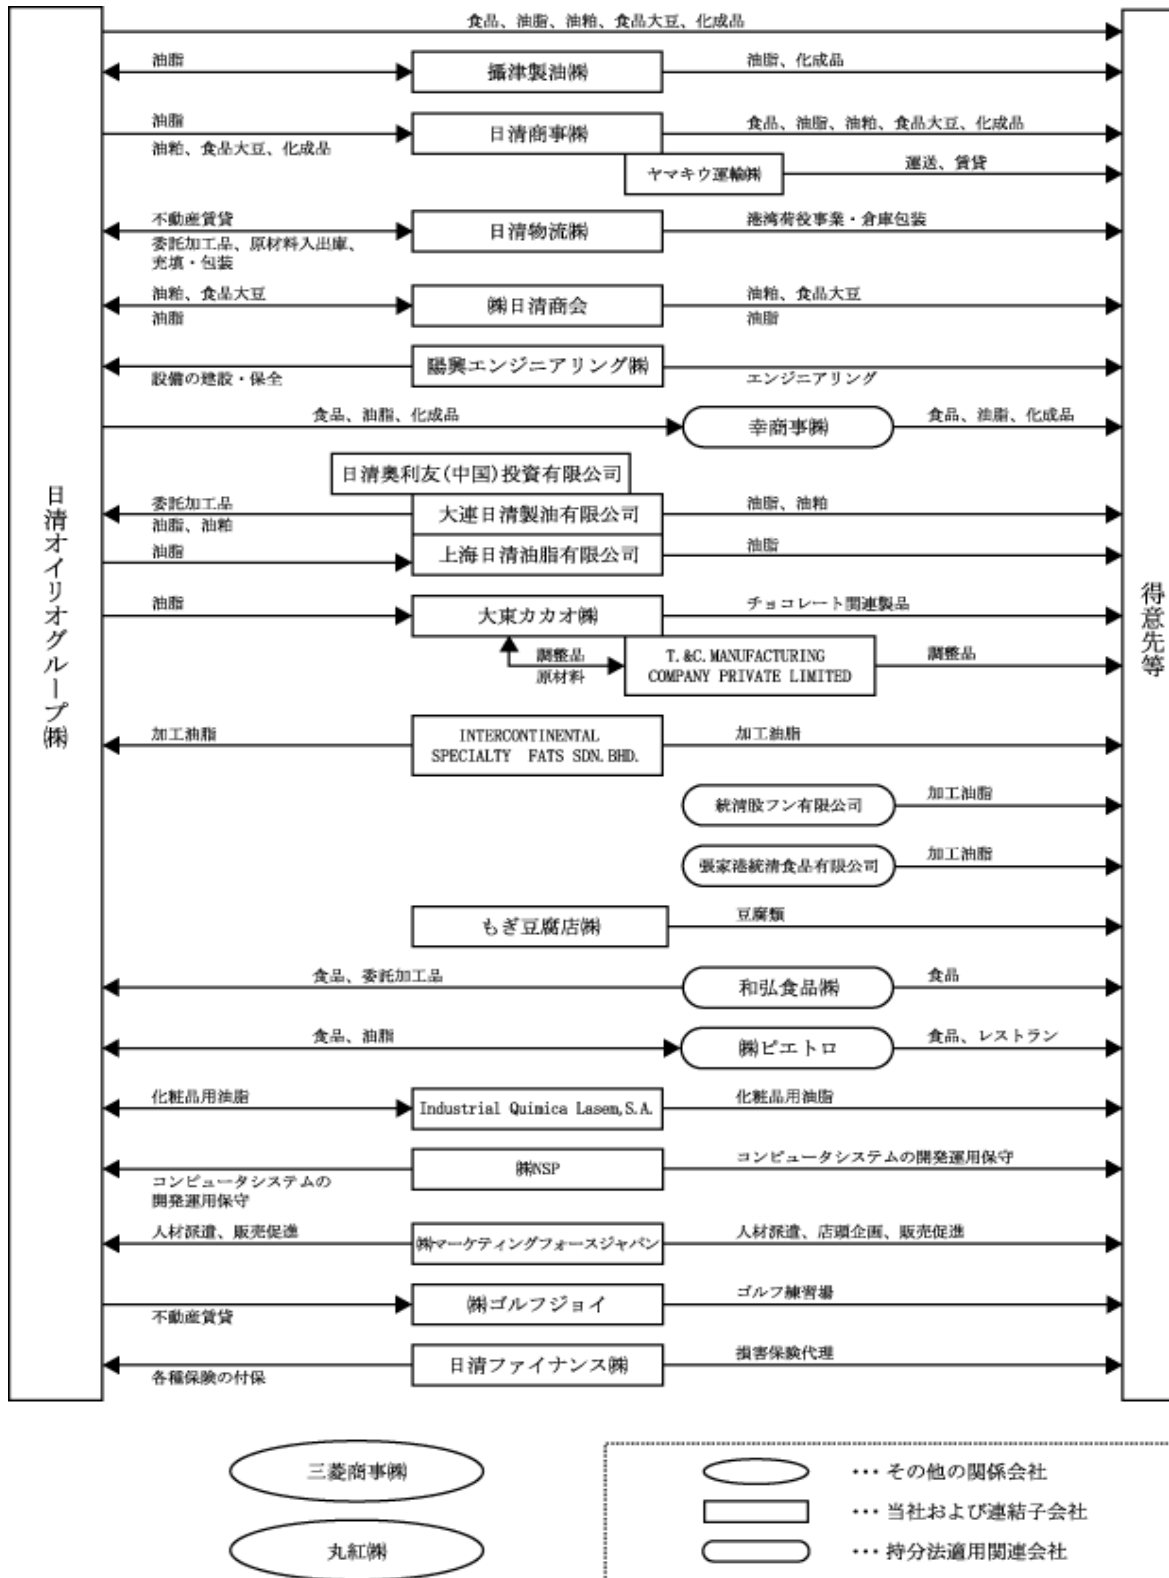 食品、油脂、油粕、食品大豆、化成品
油脂
攝津製油㈱
油脂、化成品
油脂
油粕、食品大豆、化成品
日清商事㈱
食品、油脂、油粕、食品大豆、化成品
ヤマキウ運輸㈱
運送、賃貸
不動産賃貸
委託加工品、原材料入出庫、
充填・包装
日清物流㈱
港湾荷役事業・倉庫包装
油粕、食品大豆
油脂
㈱日清商会
油粕、食品大豆
油脂
設備の建設・保全
陽興エンジニアリング㈱
エンジニアリング
食品、油脂、化成品
幸商事㈱
食品、油脂、化成品
日清奥利友(中国)投資有限公司
委託加工品
油脂、油粕
大連日清製油有限公司
油脂、油粕
油脂
上海日清油脂有限公司
油脂
日清オイリオグループ㈱
得意先等
油脂
大東カカオ㈱
チョコレート関連製品
調整品
原材料
T.&C.MANUFACTURING
COMPANY PRIVATE LIMITED
調整品
加工油脂
INTERCONTINENTAL
SPECIALTY FATS SDN.BHD.
加工油脂
統清股フン有限公司
加工油脂
張家港統清食品有限公司
加工油脂
もぎ豆腐店㈱
豆腐類
食品、委託加工品
和弘食品㈱
食品
食品、油脂
㈱ピエトロ
食品、レストラン
化粧品用油脂
Industrial Quimica Lasem,S.A.
化粧品用油脂
コンピュータシステムの
開発運用保守
㈱NSP
コンピュータシステムの開発運用保守
人材派遣、販売促進
㈱マーケティングフォースジャパン
人材派遣、店頭企画、販売促進
不動産賃貸
㈱ゴルフジョイ
ゴルフ練習場
各種保険の付保
日清ファイナンス㈱
損害保険代理
三菱商事㈱
丸紅㈱
…その他の関係会社
…当社および連結子会社
…持分法適用関連会社